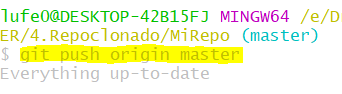 lufe0@DESKTOP-42B15FJ MINGW64 /e/D
ER/4.Repoclonado/MiRepo (master)
$ git push origin master
Everything up-to-date